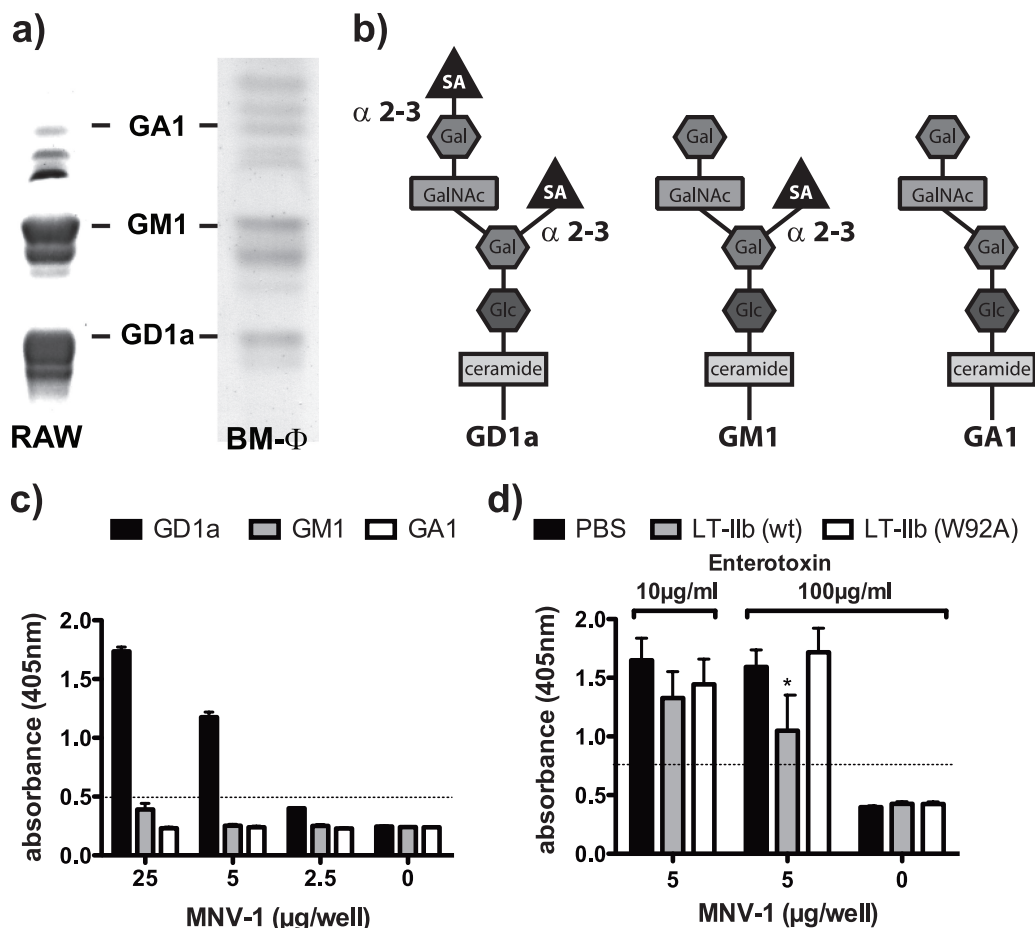 a)
GA1
GM1
GD1a
RAW
BM-Φ
b)
SA
α 2-3
Gal
GalNAc
SA
α 2-3
Gal
Glc
ceramide
GD1a
Gal
GalNAc
SA
α 2-3
Gal
Glc
ceramide
GM1
Gal
GalNAc
Gal
Glc
ceramide
GA1
c)
GD1a GM1 GA1
absorbance (405nm)
2.0
1.5
1.0
0.5
0.0
25 5 2.5 0
MNV-1 (µg/well)
d)
PBS LT-IIb (wt) LT-IIb (W92A)
Enterotoxin
10µg/ml 100µg/ml
absorbance (405nm)
2.0
1.5
1.0
0.5
0.0
*
5 5 0
MNV-1 (µg/well)